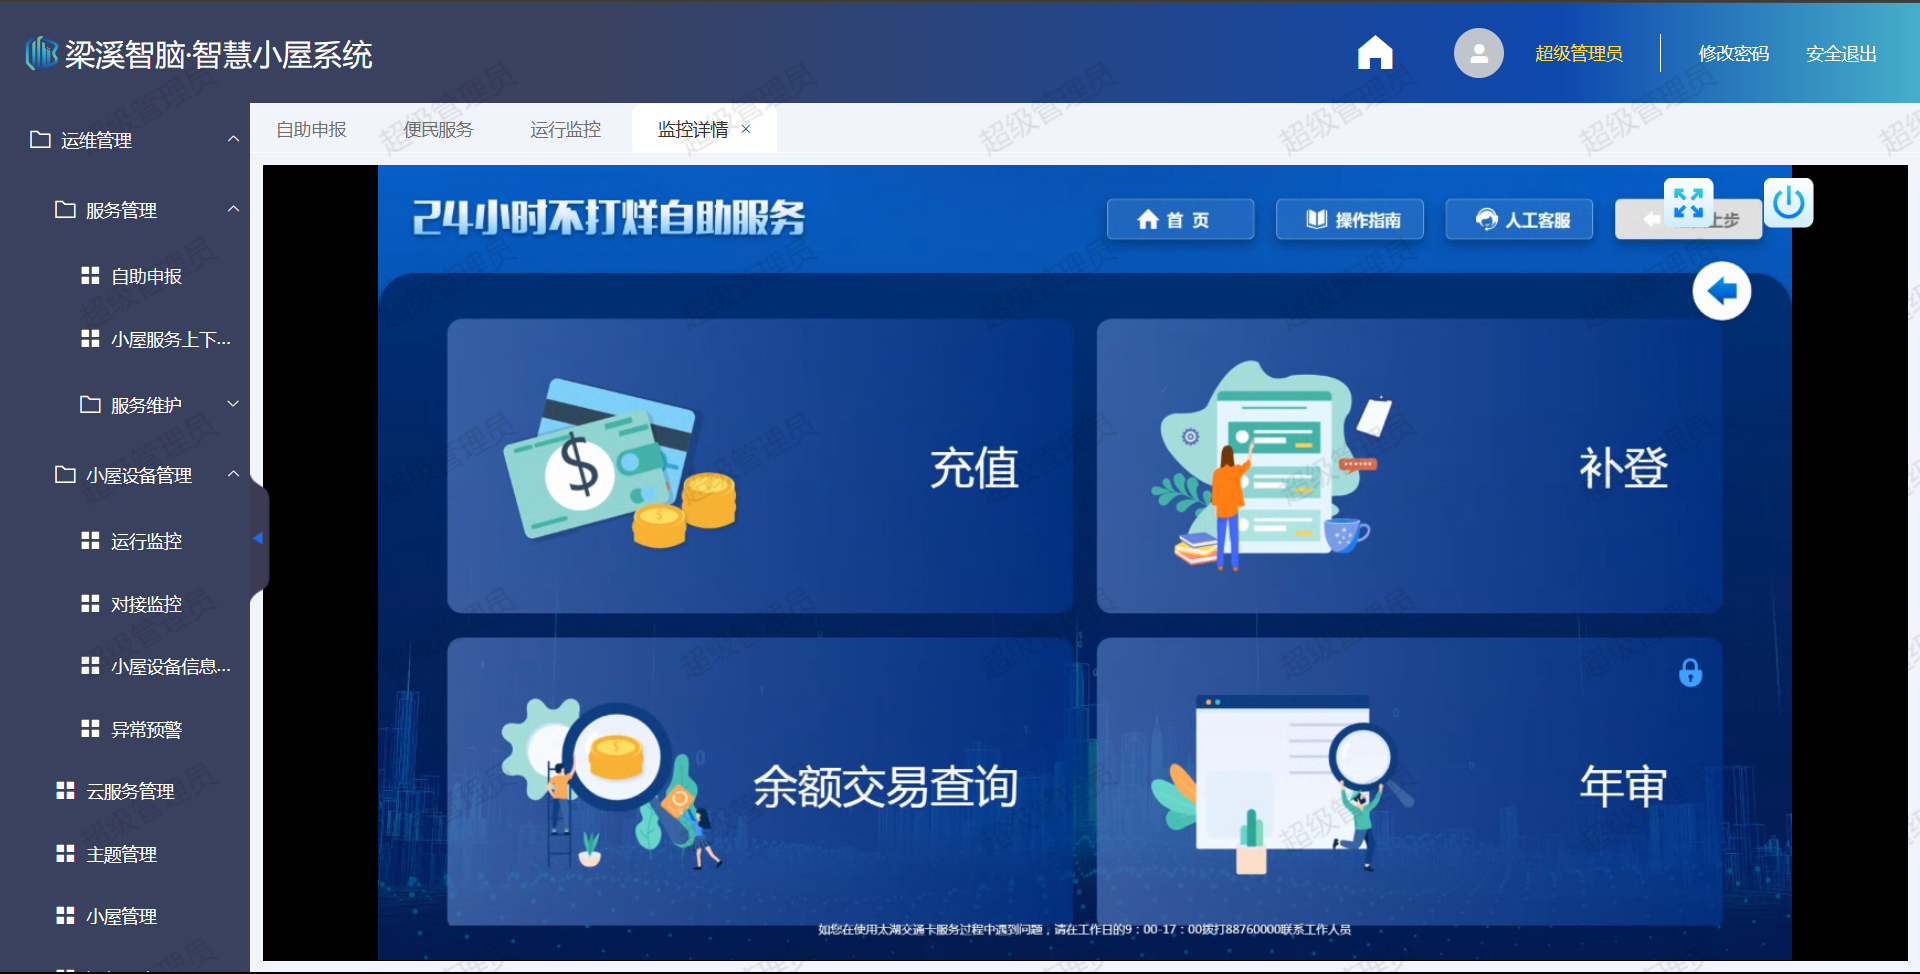 梁溪智脑·智慧小屋系统
超级管理员
修改密码
安全退出
运维管理
服务管理
自助申报
小屋服务上下...
服务维护
小屋设备管理
运行监控
对接监控
小屋设备信息...
异常预警
云服务管理
主题管理
小屋管理
自助申报
便民服务
运行监控
监控详情 ×
24小时不打烊自助服务
首 页
操作指南
人工客服
上步
充值
补登
余额交易查询
年审
如您在使用太湖交通卡服务过程中遇到问题，请在工作日的9：00-17：00拨打88760000联系工作人员
超级管理员